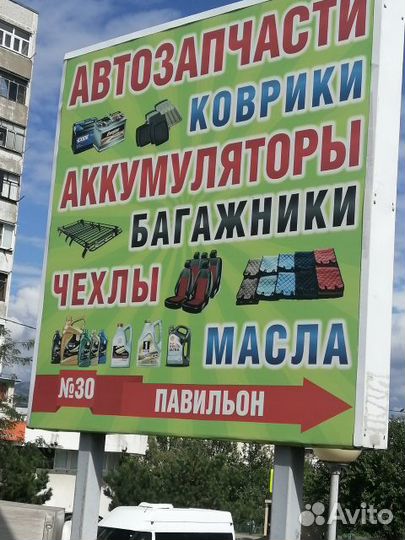 АВТОЗАПЧАСТИ
КОВРИКИ
АККУМУЛЯТОРЫ
БАГАЖНИКИ
ЧЕХЛЫ
МАСЛА
№30 ПАВИЛЬОН
Avito